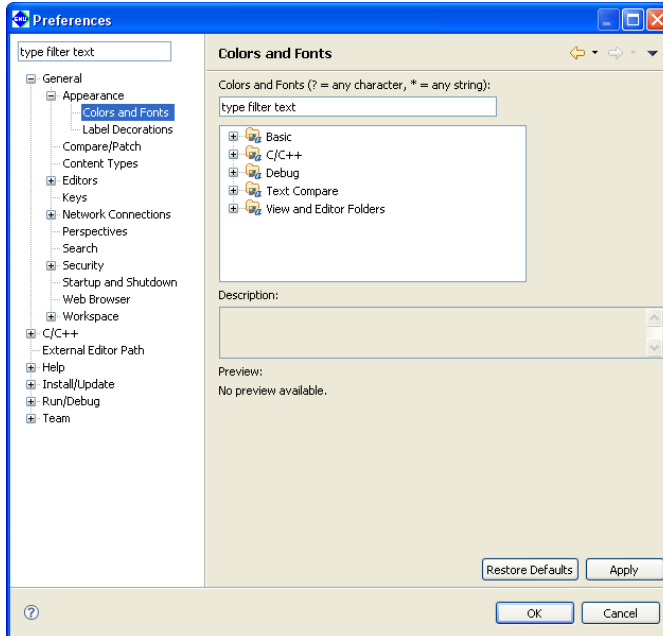 Preferences
type filter text
General
Appearance
Colors and Fonts
Label Decorations
Compare/Patch
Content Types
Editors
Keys
Network Connections
Perspectives
Search
Security
Startup and Shutdown
Web Browser
Workspace
C/C++
External Editor Path
Help
Install/Update
Run/Debug
Team
Colors and Fonts
Colors and Fonts (? = any character, * = any string):
type filter text
Basic
C/C++
Debug
Text Compare
View and Editor Folders
Description:
Preview:
No preview available.
Restore Defaults
Apply
OK
Cancel